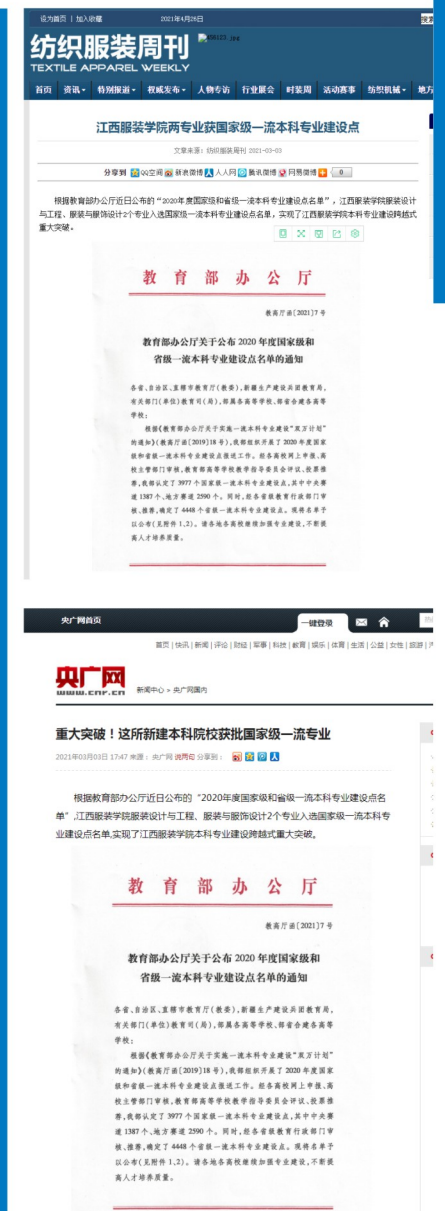 设为首页 | 加入收藏
2021年4月26日
纺织服装周刊
TEXTILE APPAREL WEEKLY
首页 资讯 特别报道 权威发布 人物专访 行业展会 时装周 活动赛事 纺织机械 地方
江西服装学院两专业获国家级一流本科专业建设点
文章来源：纺织服装周刊 2021-03-03
分享到 QQ空间 新浪微博 人人网 腾讯微博 网易微博 0
根据教育部办公厅近日公布的“2020年度国家级和省级一流本科专业建设点名单”，江西服装学院服装设计
与工程、服装与服饰设计2个专业入选国家级一流本科专业建设点名单，实现了江西服装学院本科专业建设跨越式
重大突破。
教育部办公厅
教高厅函〔2021〕7号
教育部办公厅关于公布 2020 年度国家级和
省级一流本科专业建设点名单的通知
各省、自治区、直辖市教育厅(教委)，新疆生产建设兵团教育局，
有关部门(单位)教育司(局)，部属各高等学校、部省合建各高等
学校：
根据《教育部办公厅关于实施一流本科专业建设“双万计划”
的通知》(教高厅函〔2019〕18号)，我部组织开展了2020年度国家
级和省级一流本科专业建设点推送工作。经各高校网上申报、高
校主管部门审核，教育部高等学校教学指导委员会评议、投票推
荐，我部认定了3977个国家级一流本科专业建设点，其中中央赛
道1387个、地方赛道2590个。同时，经各省级教育行政部门审
核、推荐，确定了4448个省级一流本科专业建设点。现将名单予
以公布(见附件1、2)。请各地各高校继续加强专业建设，不断提
高人才培养质量。
央广网首页
一键登录
首页 | 快讯 | 新闻 | 评论 | 财经 | 军事 | 科技 | 教育 | 娱乐 | 体育 | 生活 | 公益 | 女性 | 旅游
央广网
www.cnr.cn
新闻中心 > 央广网国内
重大突破！这所新建本科院校获批国家级一流专业
2021年03月03日 17:47 来源：央广网 说两句 分享到：
根据教育部办公厅近日公布的“2020年度国家级和省级一流本科专业建设点名
单”,江西服装学院服装设计与工程、服装与服饰设计2个专业入选国家级一流本科专
业建设点名单,实现了江西服装学院本科专业建设跨越式重大突破。
教育部办公厅
教高厅函〔2021〕7号
教育部办公厅关于公布 2020 年度国家级和
省级一流本科专业建设点名单的通知
各省、自治区、直辖市教育厅(教委)，新疆生产建设兵团教育局，
有关部门(单位)教育司(局)，部属各高等学校、部省合建各高等
学校：
根据《教育部办公厅关于实施一流本科专业建设“双万计划”
的通知》(教高厅函〔2019〕18号)，我部组织开展了2020年度国家
级和省级一流本科专业建设点推送工作。经各高校网上申报、高
校主管部门审核，教育部高等学校教学指导委员会评议、投票推
荐，我部认定了3977个国家级一流本科专业建设点，其中中央赛
道1387个、地方赛道2590个。同时，经各省级教育行政部门审
核、推荐，确定了4448个省级一流本科专业建设点。现将名单予
以公布(见附件1、2)。请各地各高校继续加强专业建设，不断提
高人才培养质量。